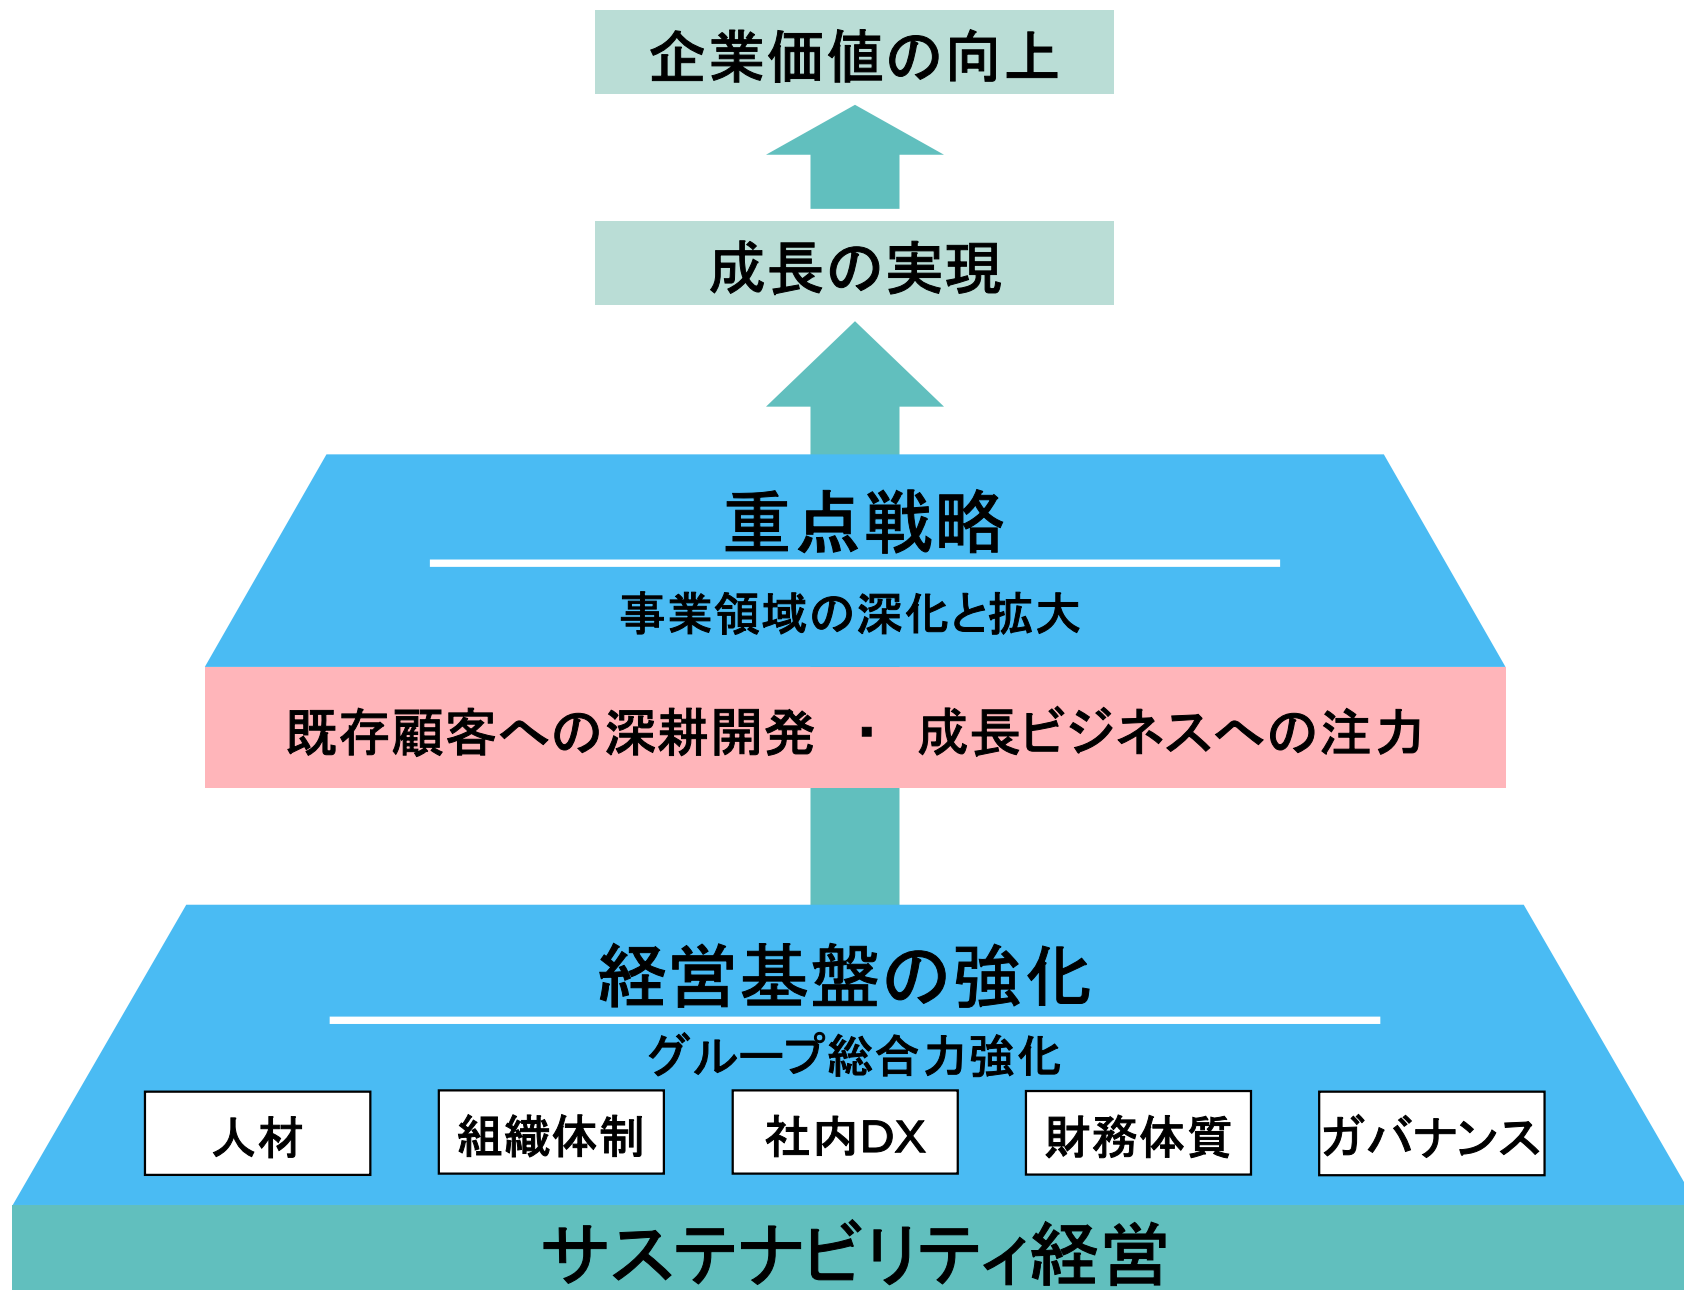 企業価値の向上
成長の実現
重点戦略
事業領域の深化と拡大
既存顧客への深耕開発 ・ 成長ビジネスへの注力
経営基盤の強化
グループ総合力強化
人材
組織体制
社内DX
財務体質
ガバナンス
サステナビリティ経営